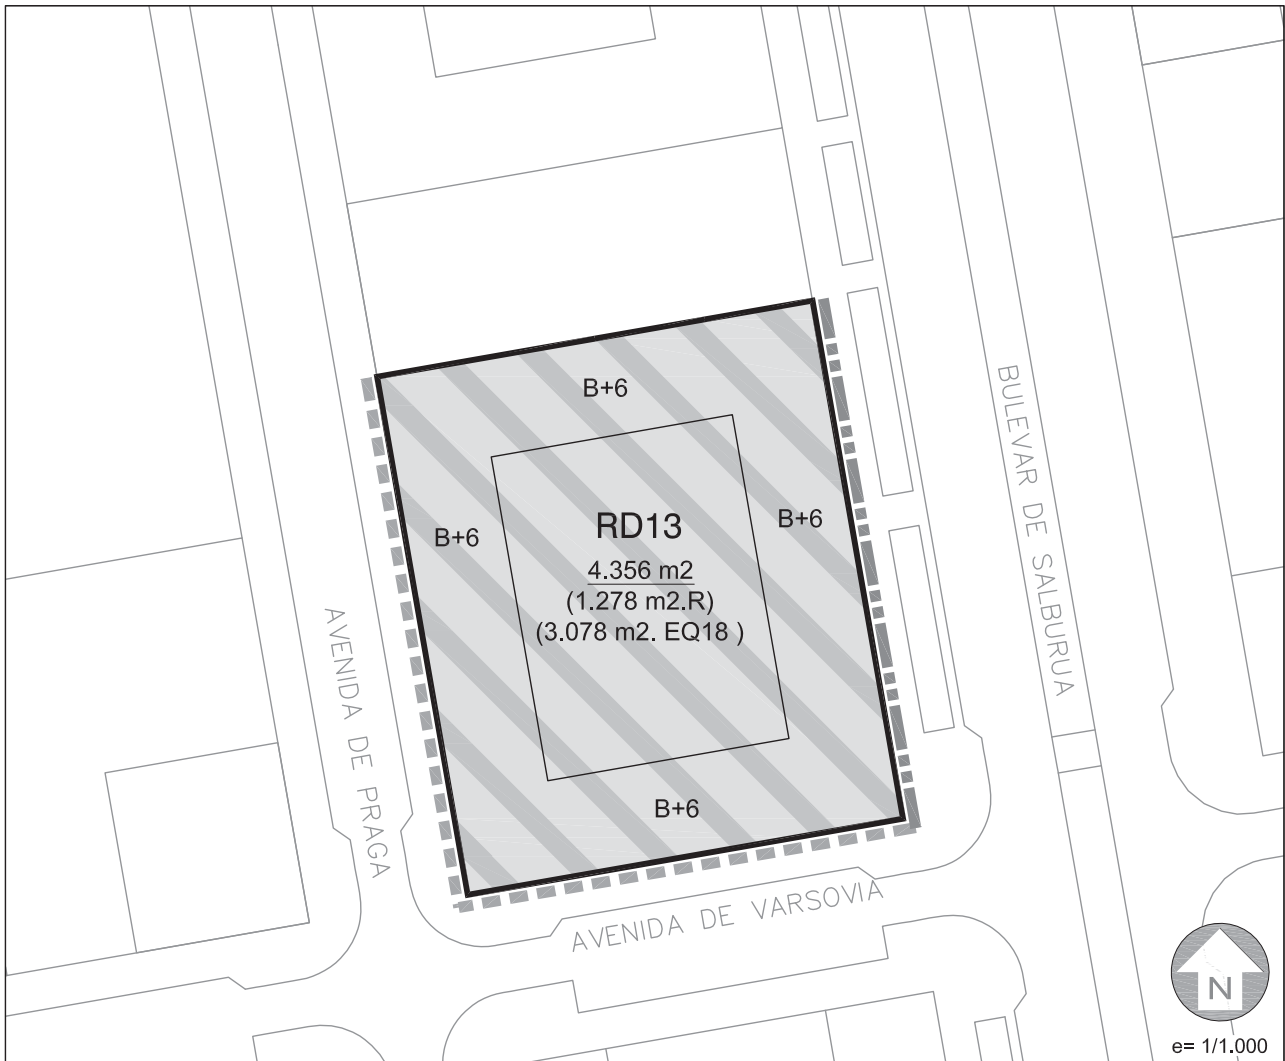 B+6
BULEVAR DE SALBURUA
B+6
RD13
B+6
4.356 m2
(1.278 m2.R)
(3.078 m2. EQ18 )
AVENIDA DE PRAGA
B+6
AVENIDA DE VARSOVIA
N
e= 1/1.000